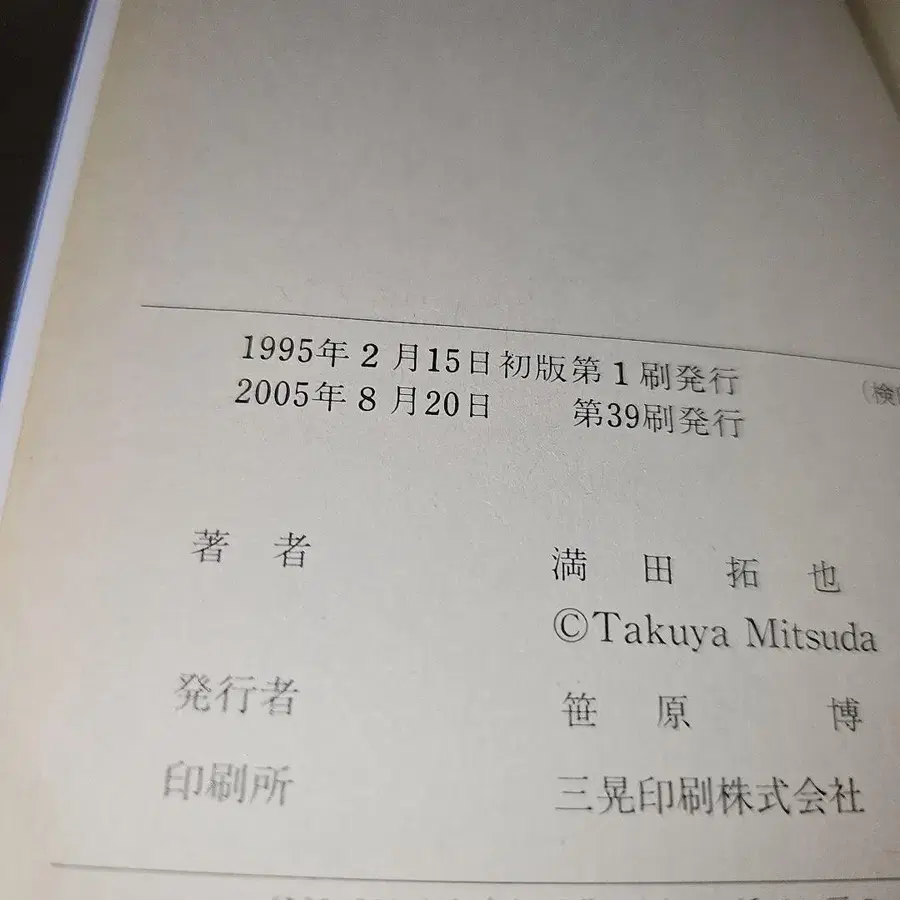 1995年2月15日初版第1刷発行
2005年8月20日　第39刷発行
(検
著者　満田拓也
©Takuya Mitsuda
発行者　笹原博
印刷所　三晃印刷株式会社